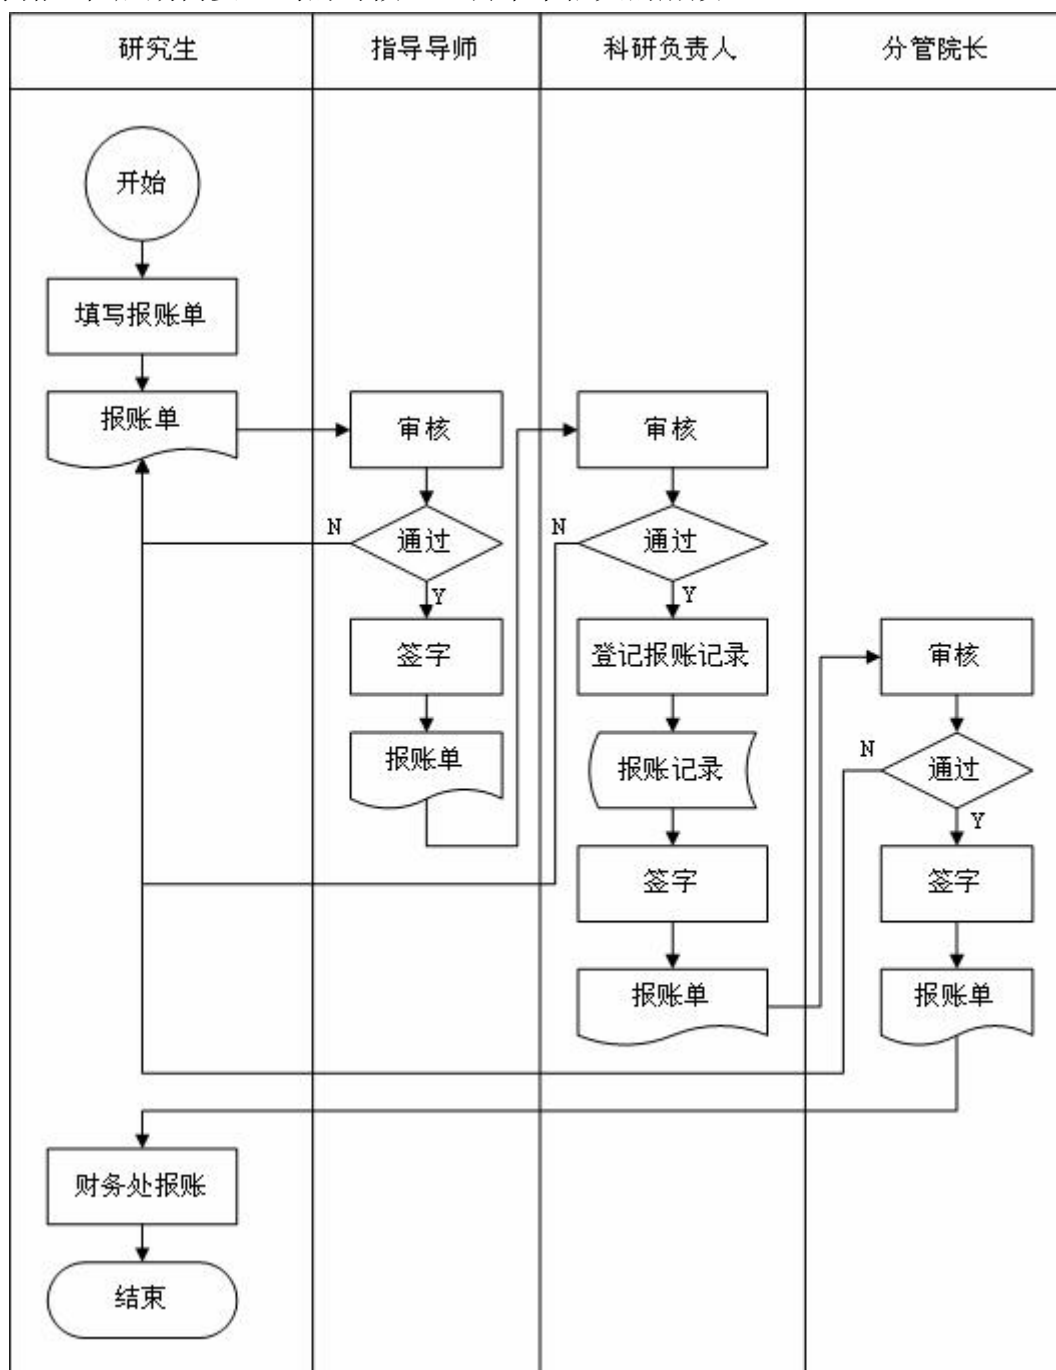 研究生
指导导师
科研负责人
分管院长
开始
填写报账单
报账单
审核
审核
N
通过
N
通过
Y
Y
签字
登记报账记录
审核
报账单
报账记录
N
通过
Y
签字
签字
报账单
报账单
财务处报账
结束